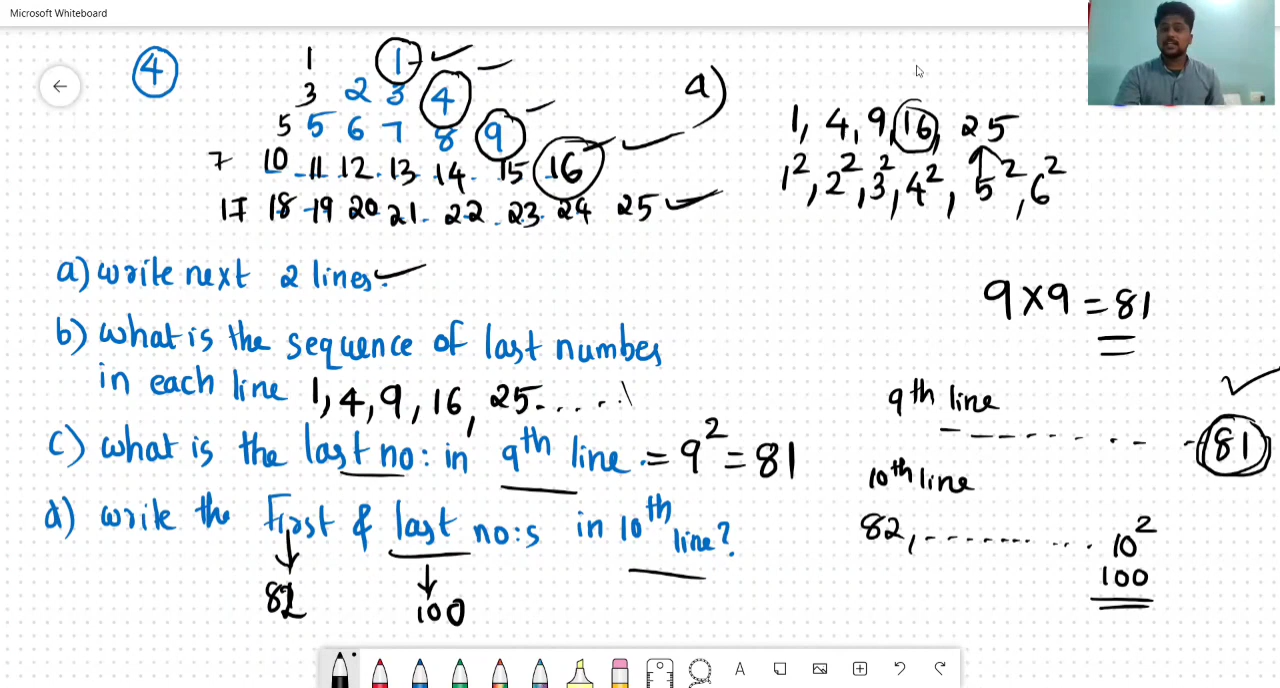 Microsoft Whiteboard
4
1 1
3 2 3 4
5 5 6 7 8 9
7 10 11 12 13 14 15 16
17 18 19 20 21 22 23 24 25
a)
1, 4, 9, 16, 25
1², 2², 3², 4², 5², 6²
a) write next 2 lines.
b) what is the sequence of last number
in each line 1, 4, 9, 16, 25.....
c) what is the last no: in 9th line = 9² = 81
d) write the First & last no:s in 10th line?
82 100
9 x 9 = 81
9th line
81
10th line
82, ........... 10²
100
A